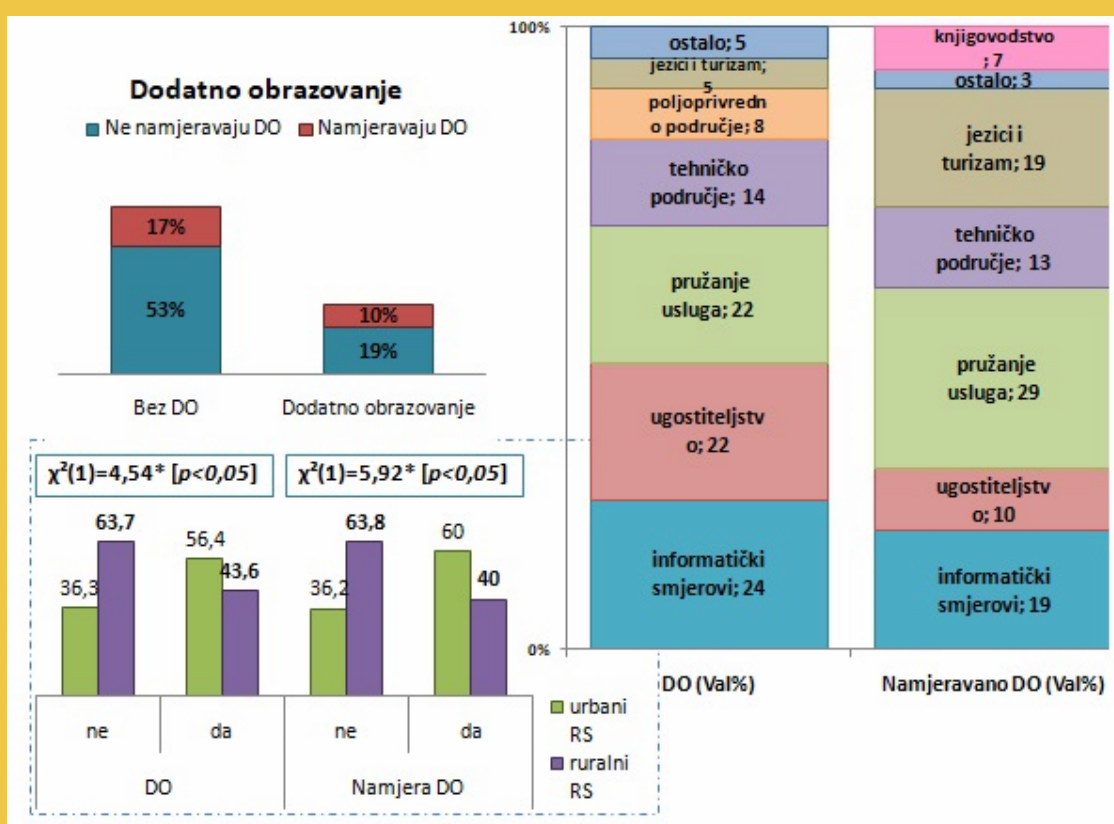 Dodatno obrazovanje
Ne namjeravaju DO
Namjeravaju DO
17%
53%
10%
19%
Bez DO
Dodatno obrazovanje
χ²(1)=4,54* [p<0,05]
χ²(1)=5,92* [p<0,05]
63,7
36,3
56,4
43,6
63,8
36,2
60
40
ne
da
ne
da
DO
Namjera DO
urbani
RS
ruralni
RS
100%
0%
ostalo; 5
jezici i turizam;
5
poljoprivredn
o područje; 8
tehničko
područje; 14
pružanje
usluga; 22
ugostiteljstv
o; 22
informatički
smjerovi; 24
DO (Val%)
knjigovodstvo
; 7
ostalo; 3
jezici i
turizam; 19
tehničko
područje; 13
pružanje
usluga; 29
ugostiteljstv
o; 10
informatički
smjerovi; 19
Namjeravano DO (Val%)